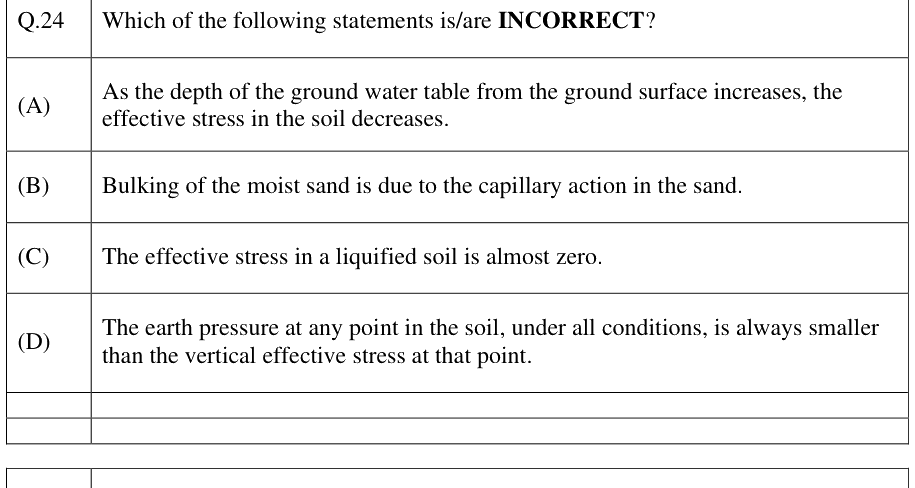 Q.24 Which of the following statements is/are INCORRECT?
(A) As the depth of the ground water table from the ground surface increases, the
effective stress in the soil decreases.
(B) Bulking of the moist sand is due to the capillary action in the sand.
(C) The effective stress in a liquified soil is almost zero.
(D) The earth pressure at any point in the soil, under all conditions, is always smaller
than the vertical effective stress at that point.